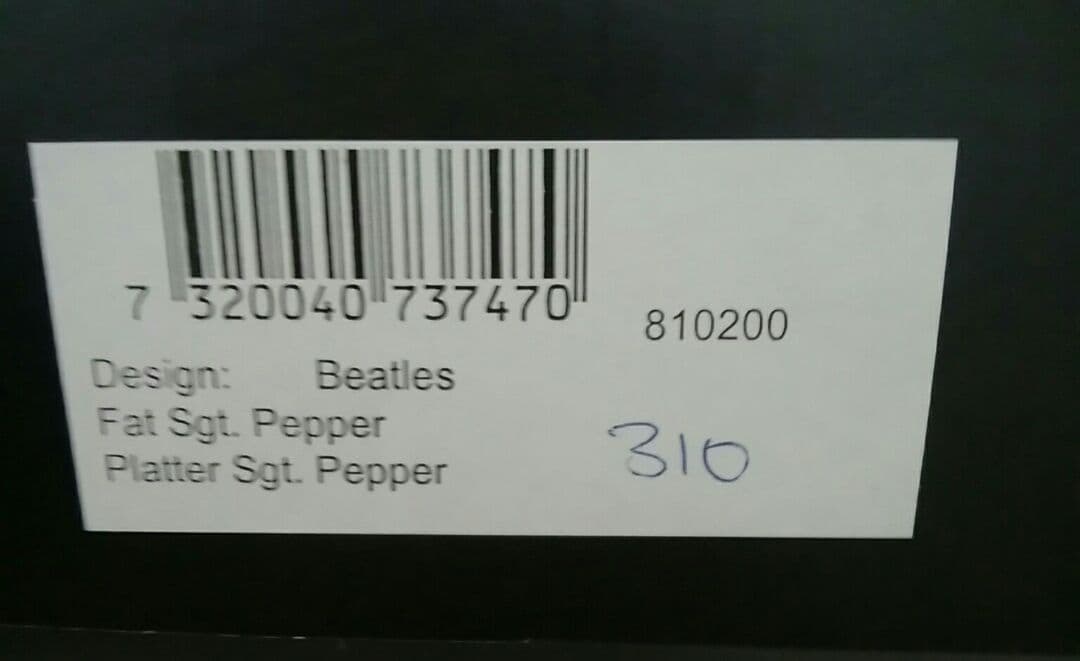 7 320040 737470
810200
Design: Beatles
Fat Sgt. Pepper
Platter Sgt. Pepper
310